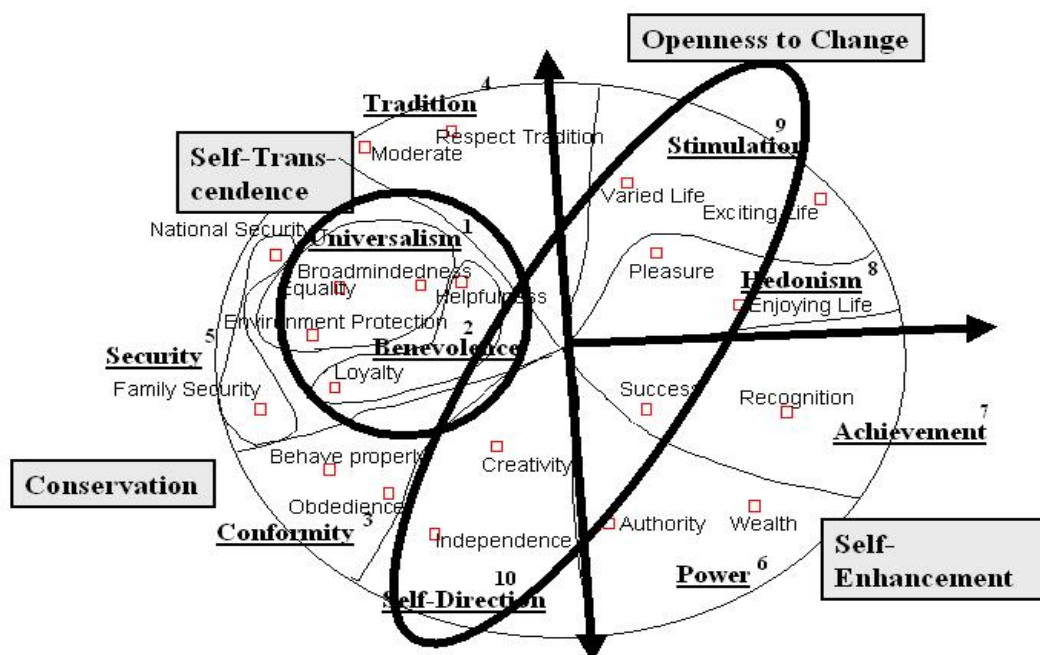 Openness to Change
4
Tradition
Respect Tradition
Moderate
9
Stimulation
Self-Trans-
cendence
Varied Life
Exciting Life
National Security
1
Universalism
Broadmindedness
Pleasure
8
Hedonism
Equality
Helpfulness
Enjoying Life
Environment Protection
2
Benevolence
5
Security
Loyalty
Family Security
Success
Recognition
7
Achievement
Behave properly
Creativity
Conservation
Obdedience
3
Conformity
Independence
Authority
Wealth
Self-
Enhancement
6
Power
10
Self-Direction